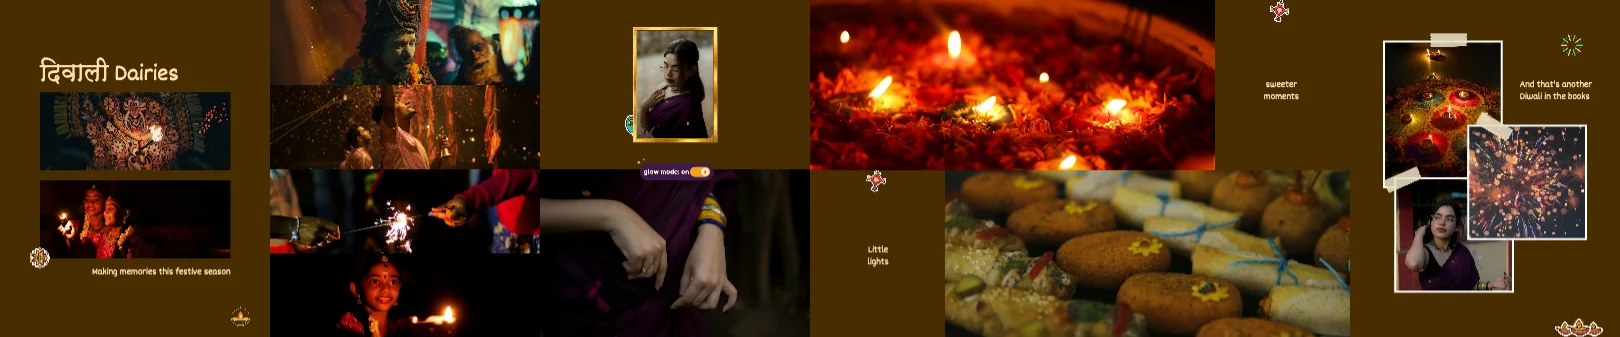 दिवाली Dairies
Making memories this festive season
glow mode: on
sweeter
moments
Little
lights
And that's another
Diwali in the books